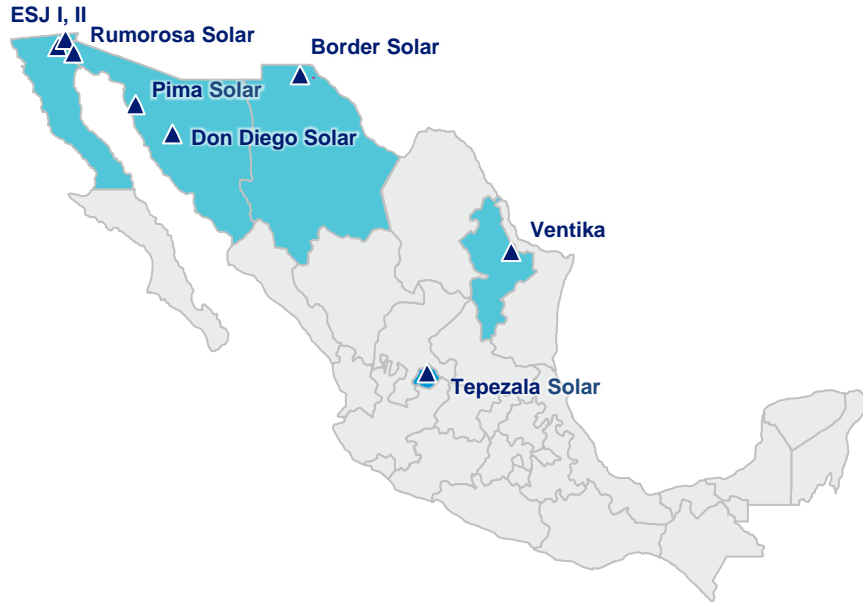 ESJ I, II
Rumorosa Solar
Border Solar
Pima Solar
Don Diego Solar
Ventika
Tepezala Solar